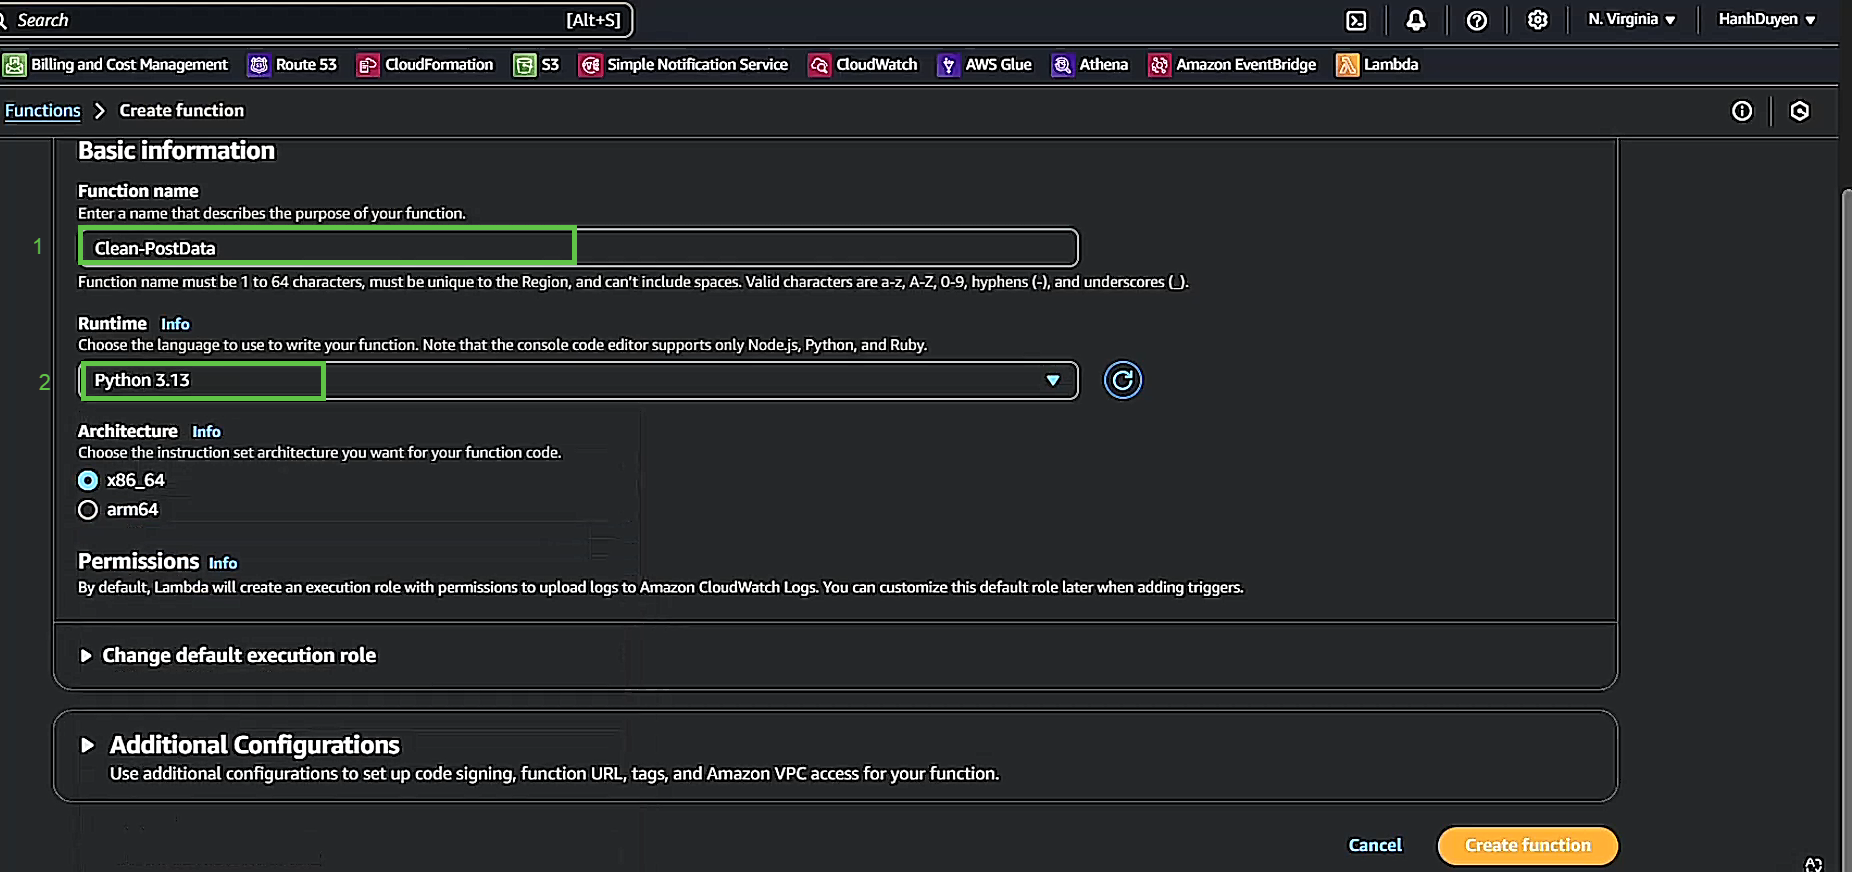 Search [Alt+S] N. Virginia HanhDuyen
Billing and Cost Management Route 53 CloudFormation S3 Simple Notification Service CloudWatch AWS Glue Athena Amazon EventBridge Lambda
Functions Create function
Basic information
Function name
Enter a name that describes the purpose of your function.
1 Clean-PostData
Function name must be 1 to 64 characters, must be unique to the Region, and can't include spaces. Valid characters are a-z, A-Z, 0-9, hyphens (-), and underscores (_).
Runtime Info
Choose the language to use to write your function. Note that the console code editor supports only Node.js, Python, and Ruby.
2 Python 3.13
Architecture Info
Choose the instruction set architecture you want for your function code.
x86_64
arm64
Permissions Info
By default, Lambda will create an execution role with permissions to upload logs to Amazon CloudWatch Logs. You can customize this default role later when adding triggers.
Change default execution role
Additional Configurations
Use additional configurations to set up code signing, function URL, tags, and Amazon VPC access for your function.
Cancel Create function